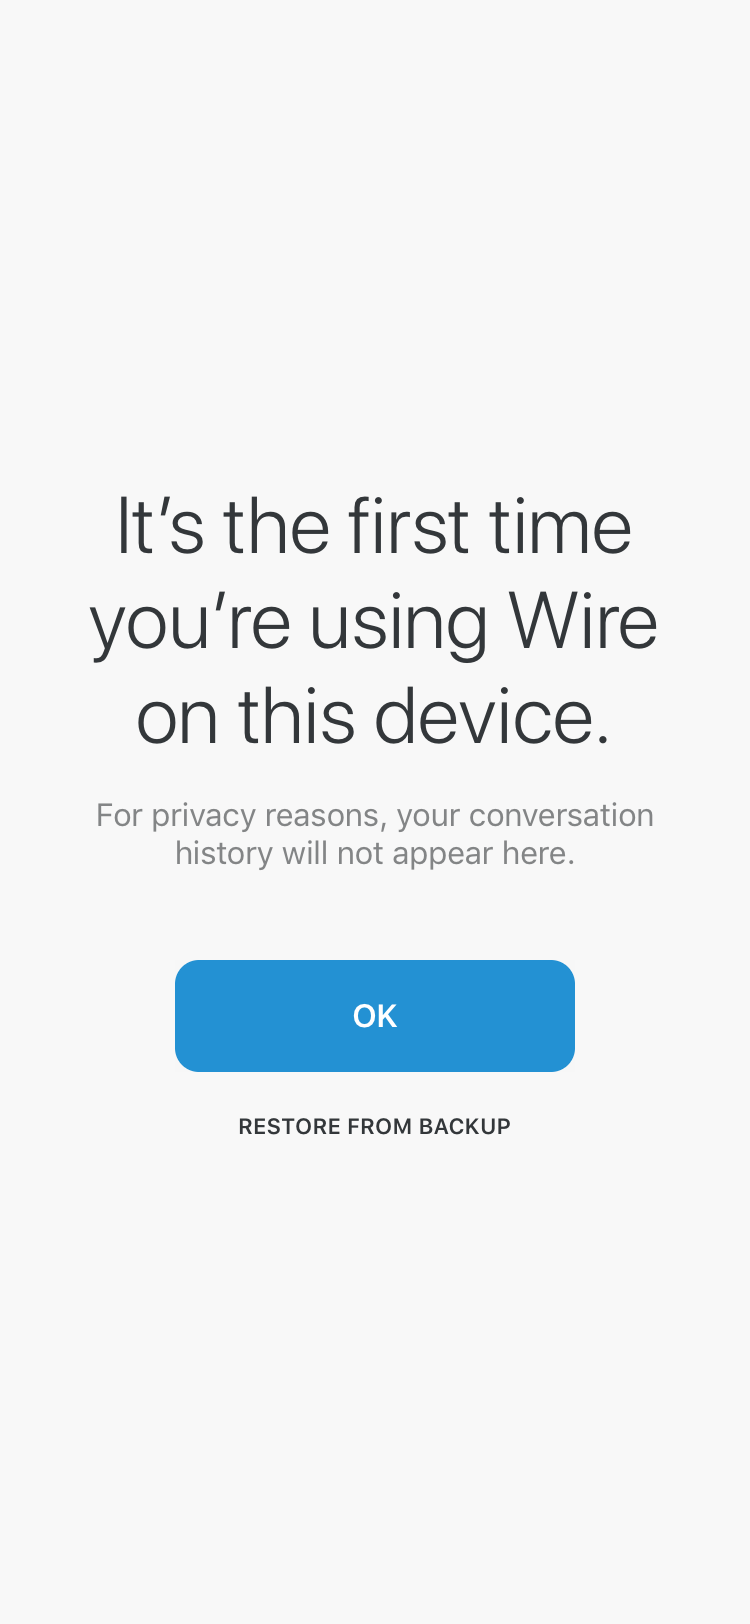 It’s the first time
you’re using Wire
on this device.
For privacy reasons, your conversation
history will not appear here.
OK
RESTORE FROM BACKUP